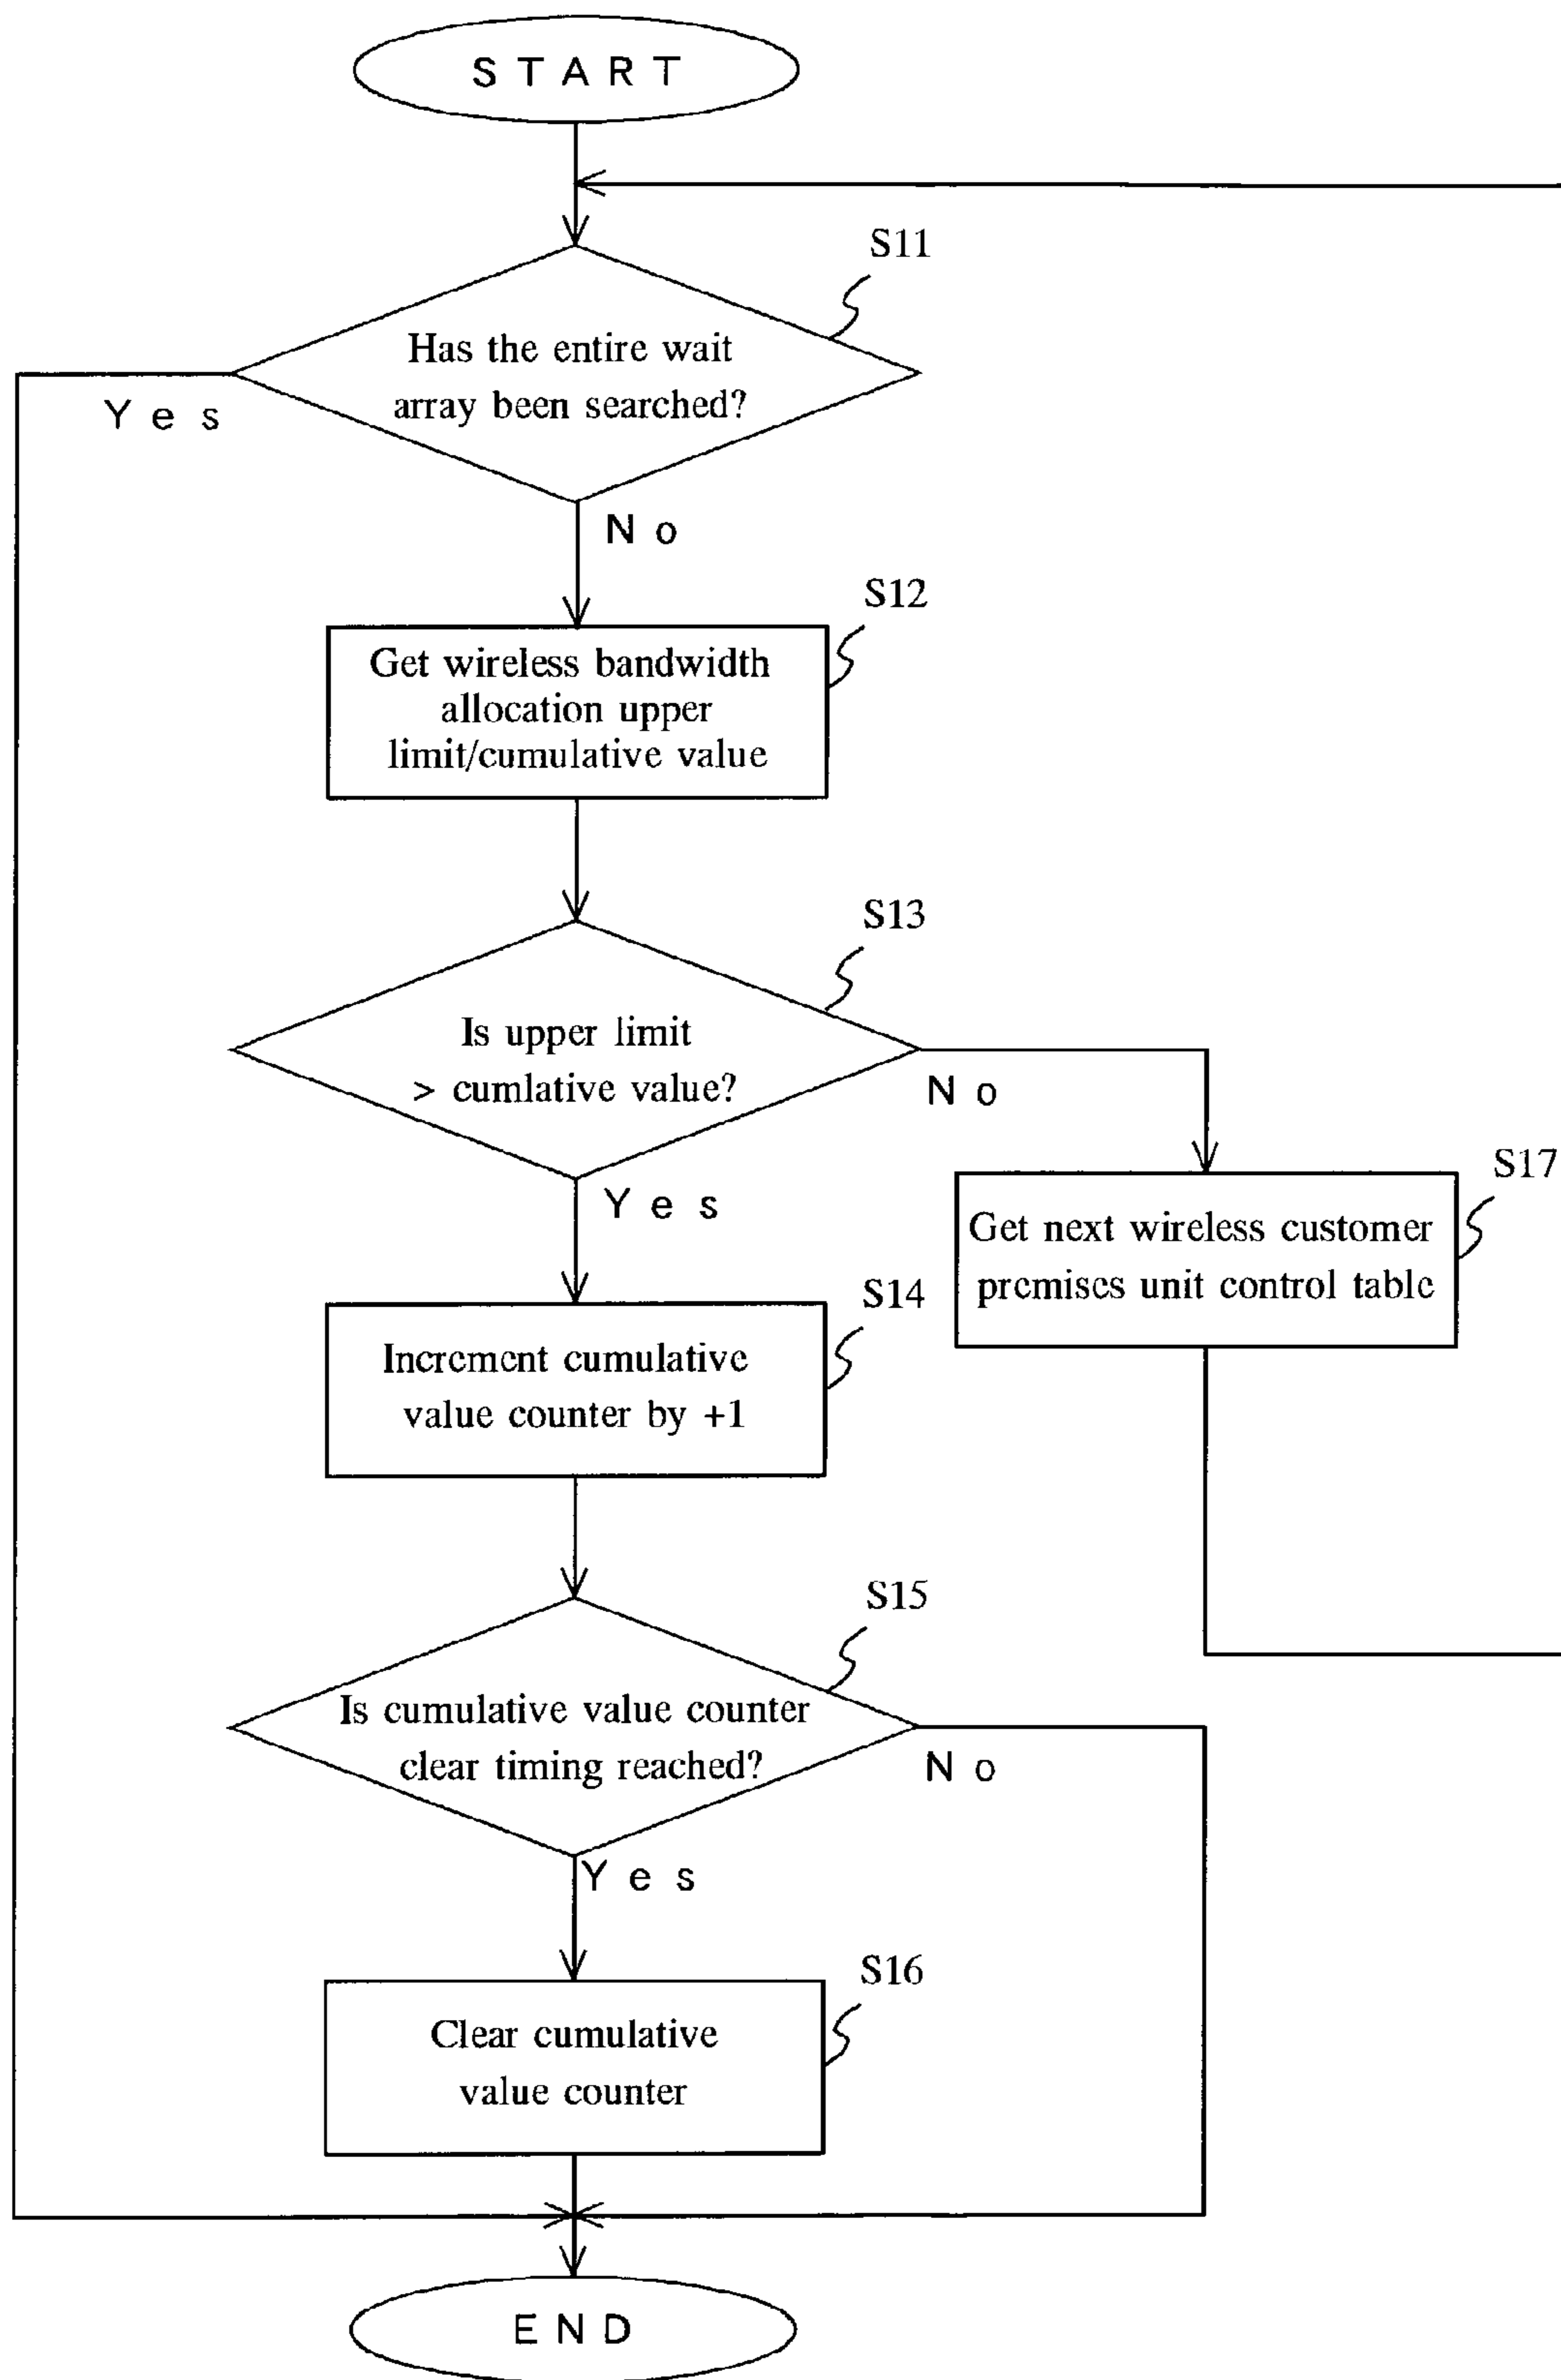 START
S11
Has the entire wait
array been searched?
Yes
No
S12
Get wireless bandwidth
allocation upper
limit/cumulative value
S13
Is upper limit
> cumlative value?
No
Yes
S17
Get next wireless customer
premises unit control table
S14
Increment cumulative
value counter by +1
S15
Is cumulative value counter
clear timing reached?
No
Yes
S16
Clear cumulative
value counter
END